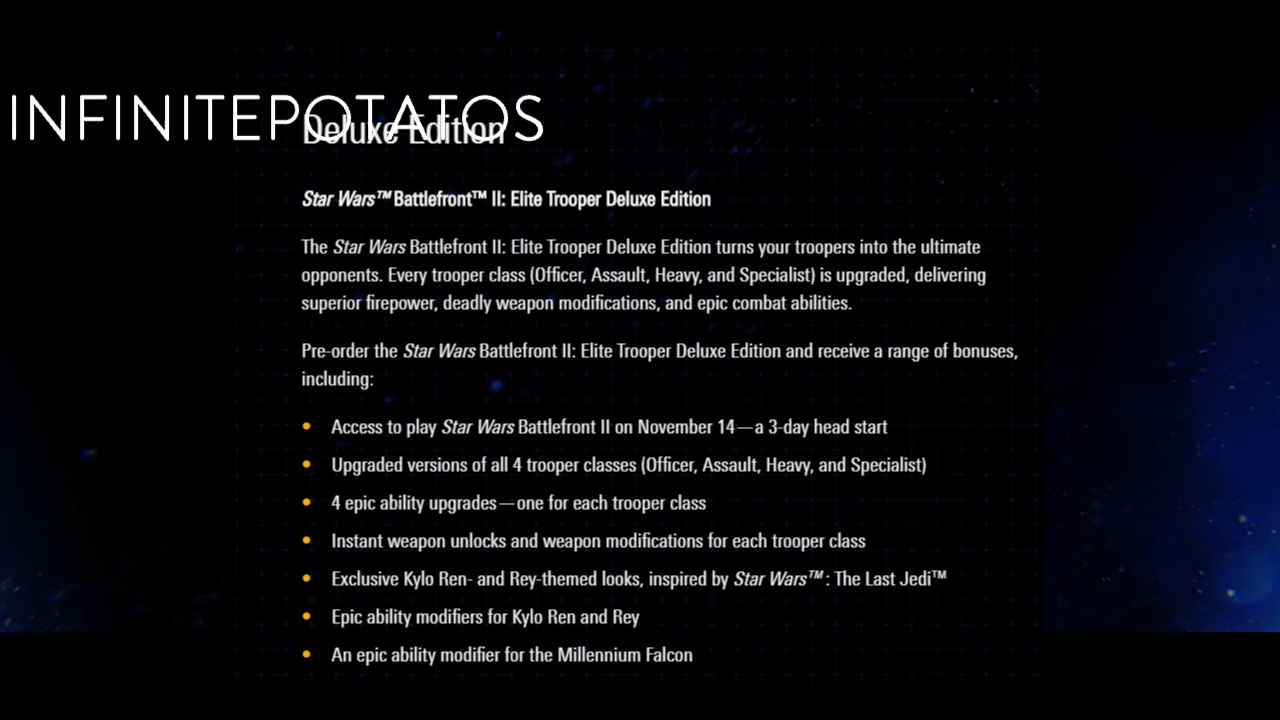 INFINITEPOTATOS
Deluxe Edition
Star Wars™ Battlefront™ II: Elite Trooper Deluxe Edition
The Star Wars Battlefront II: Elite Trooper Deluxe Edition turns your troopers into the ultimate
opponents. Every trooper class (Officer, Assault, Heavy, and Specialist) is upgraded, delivering
superior firepower, deadly weapon modifications, and epic combat abilities.
Pre-order the Star Wars Battlefront II: Elite Trooper Deluxe Edition and receive a range of bonuses,
including:
• Access to play Star Wars Battlefront II on November 14—a 3-day head start
• Upgraded versions of all 4 trooper classes (Officer, Assault, Heavy, and Specialist)
• 4 epic ability upgrades—one for each trooper class
• Instant weapon unlocks and weapon modifications for each trooper class
• Exclusive Kylo Ren- and Rey-themed looks, inspired by Star Wars™: The Last Jedi™
• Epic ability modifiers for Kylo Ren and Rey
• An epic ability modifier for the Millennium Falcon